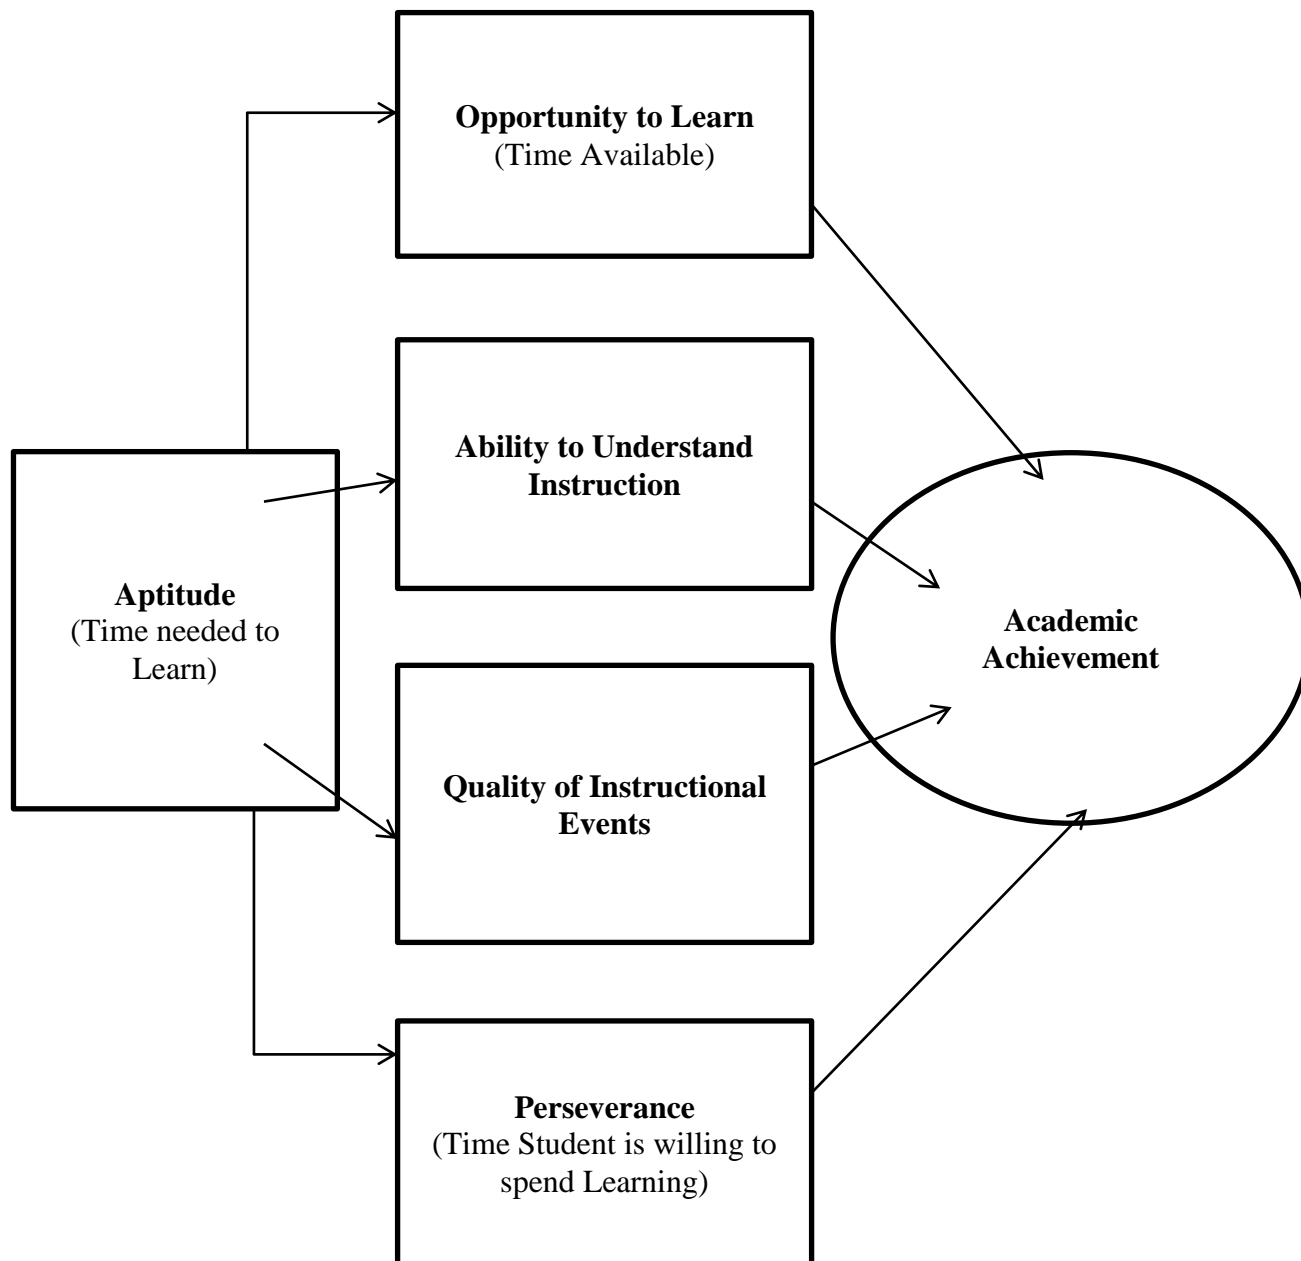 Opportunity to Learn
(Time Available)
Ability to Understand
Instruction
Aptitude
(Time needed to
Learn)
Academic
Achievement
Quality of Instructional
Events
Perseverance
(Time Student is willing to
spend Learning)